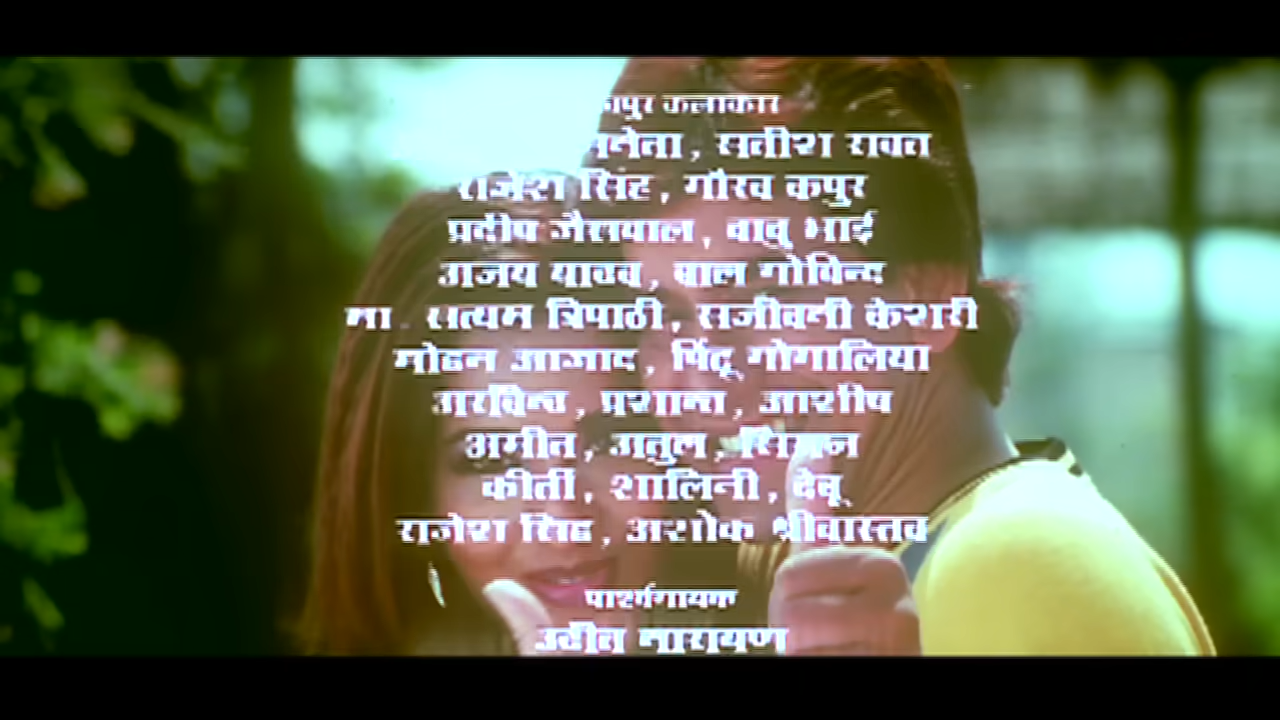 कलाकार
सतीश रावत
राजेश सिंह, गौरव कपुर
प्रदीप जैसवाल, बाबु भाई
अजय यादव, बाल गोविन्द
मा. सत्यम त्रिपाठी, संजीवनी केशरी
मोहन आजाद, पिंटू गोगालिया
अरविन्द, प्रशान्त, आशीष
अमीत, अतुल,
कीर्ती, शालिनी, देबू
राजेश सिंह, अशोक श्रीवास्तव
पार्श्वगायक
उदीत नारायण